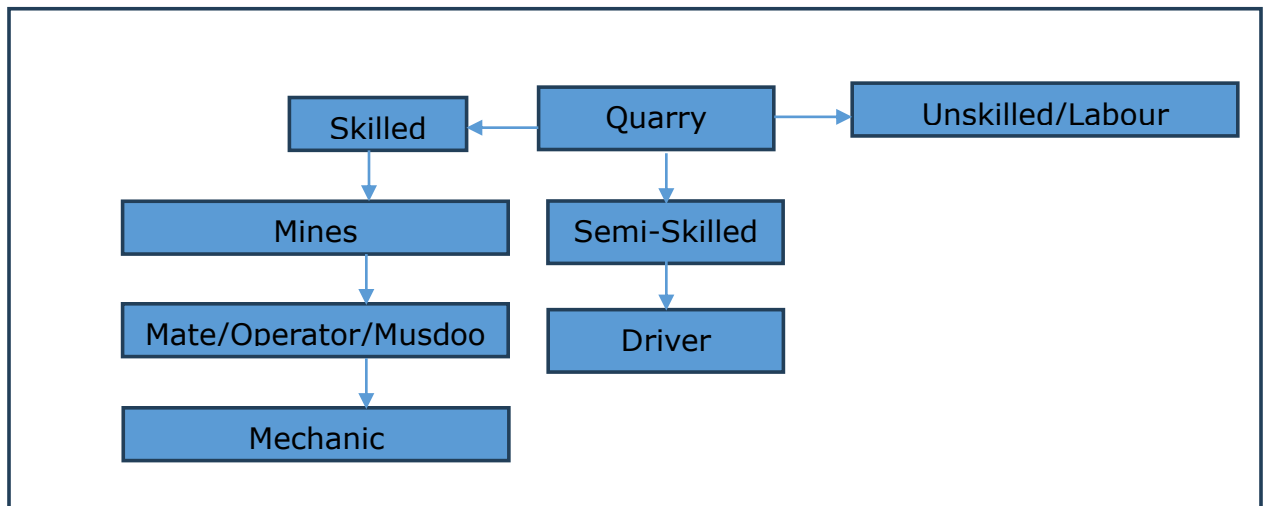 Skilled
Quarry
Unskilled/Labour
Mines
Semi-Skilled
Mate/Operator/Musdoo
Driver
Mechanic